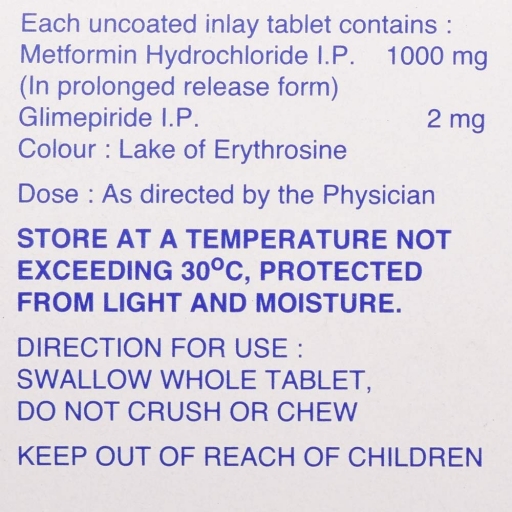 Each uncoated inlay tablet contains :
Metformin Hydrochloride I.P. 1000 mg
(In prolonged release form)
Glimepiride I.P. 2 mg
Colour : Lake of Erythrosine
Dose : As directed by the Physician
STORE AT A TEMPERATURE NOT
EXCEEDING 30ºC, PROTECTED
FROM LIGHT AND MOISTURE.
DIRECTION FOR USE :
SWALLOW WHOLE TABLET,
DO NOT CRUSH OR CHEW
KEEP OUT OF REACH OF CHILDREN